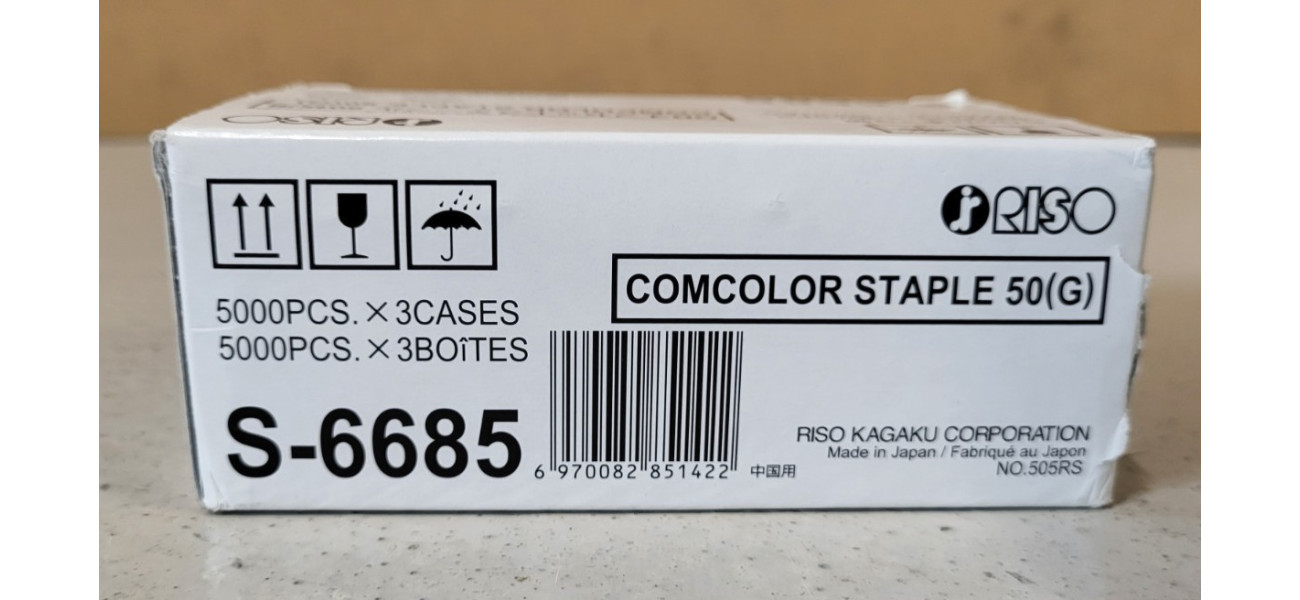 RISO
COMCOLOR STAPLE 50(G)
5000PCS.×3CASES
5000PCS.×3BOîTES
S-6685
6 970082 851422
中国用
RISO KAGAKU CORPORATION
Made in Japan / Fabriqué au Japon
NO.505RS